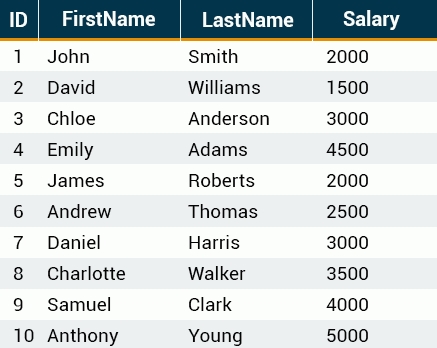 ID FirstName LastName Salary
1 John Smith 2000
2 David Williams 1500
3 Chloe Anderson 3000
4 Emily Adams 4500
5 James Roberts 2000
6 Andrew Thomas 2500
7 Daniel Harris 3000
8 Charlotte Walker 3500
9 Samuel Clark 4000
10 Anthony Young 5000